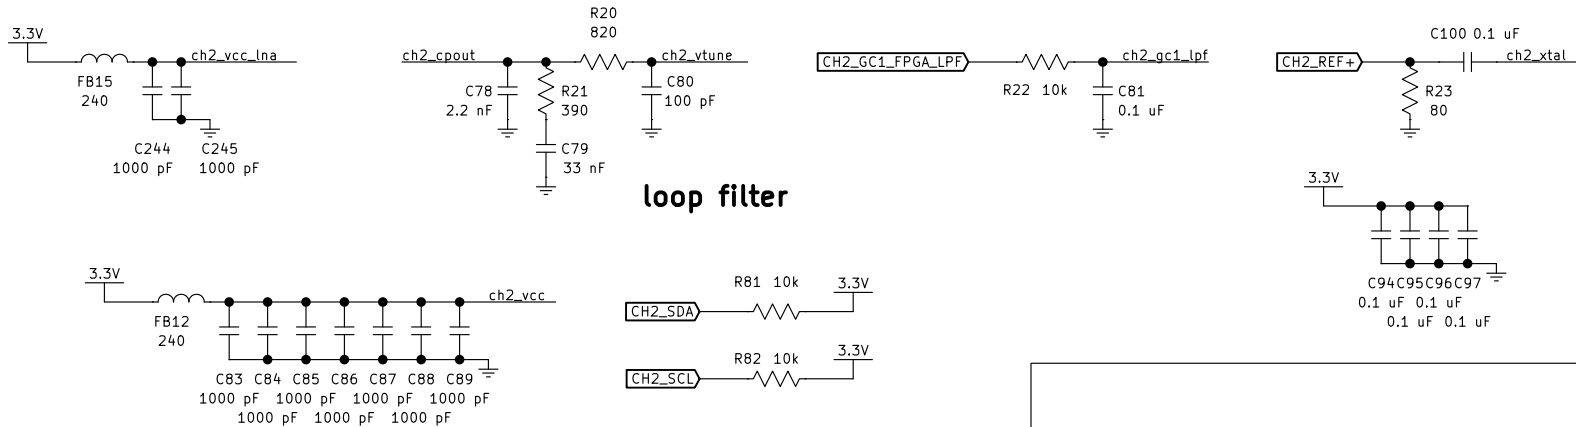 3.3V
FB15
240
ch2_vcc_lna
C244
1000 pF
C245
1000 pF
ch2_cpout
R20
820
ch2_vtune
C78
2.2 nF
R21
390
C80
100 pF
C79
33 nF
loop filter
CH2_GC1_FPGA_LPF
R22 10k
ch2_gc1_lpf
C81
0.1 uF
CH2_REF+
C100 0.1 uF
ch2_xtal
R23
80
3.3V
C94 C95 C96 C97
0.1 uF 0.1 uF
0.1 uF 0.1 uF
3.3V
FB12
240
ch2_vcc
C83 C84 C85 C86 C87 C88 C89
1000 pF 1000 pF 1000 pF 1000 pF
1000 pF 1000 pF 1000 pF
CH2_SDA
R81 10k
3.3V
CH2_SCL
R82 10k
3.3V